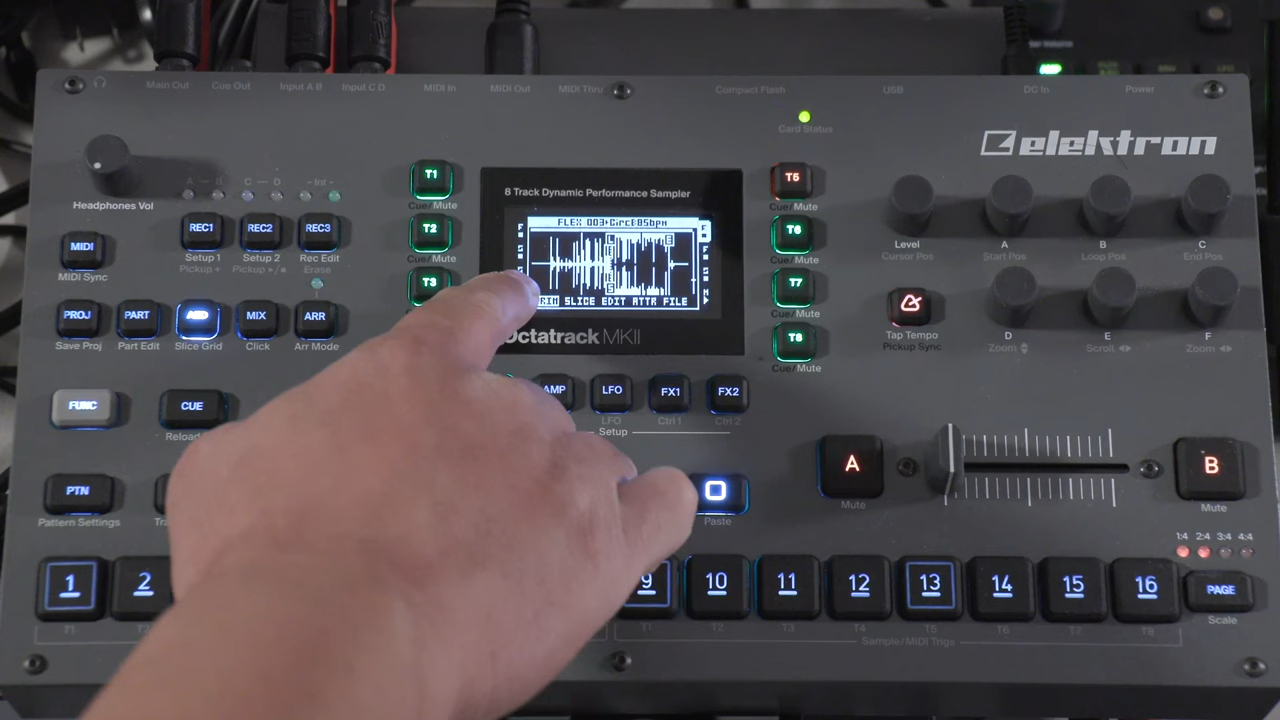 Main Out Cue Out Input A B Input C D MIDI In MIDI Out MIDI Thru Compact Flash USB DC In Power
Card Status
elektron
Headphones Vol
A B C D Int
REC1 REC2 REC3
Setup 1 Setup 2 Rec Edit
Pickup +
Pickup ►/■
Erase
MIDI
MIDI Sync
PROJ PART AED MIX ARR
Save Proj Part Edit Slice Grid Click Arr Mode
T1
Cue/Mute
T2
Cue/Mute
T3
8 Track Dynamic Performance Sampler
RIM SLICE EDIT ATTR FILE
Octatrack MKII
T5
Cue/Mute
T6
Cue/Mute
T7
Cue/Mute
T8
Cue/Mute
Level A B C
Cursor Pos Start Pos Loop Pos End Pos
Tap Tempo
Pickup Sync
D E F
Zoom Scroll Zoom
FUNC CUE
Reload
AMP LFO FX1 FX2
LFO Ctrl 1 Ctrl 2
Setup
PTN
Pattern Settings
Paste
A
Mute
B
Mute
1:4 2:4 3:4 4:4
1 2 9 10 11 12 13 14 15 16 PAGE
Scale
T1 T1 T2 T3 T4 T5 T6 T7 T8
Sample/MIDI Trigs